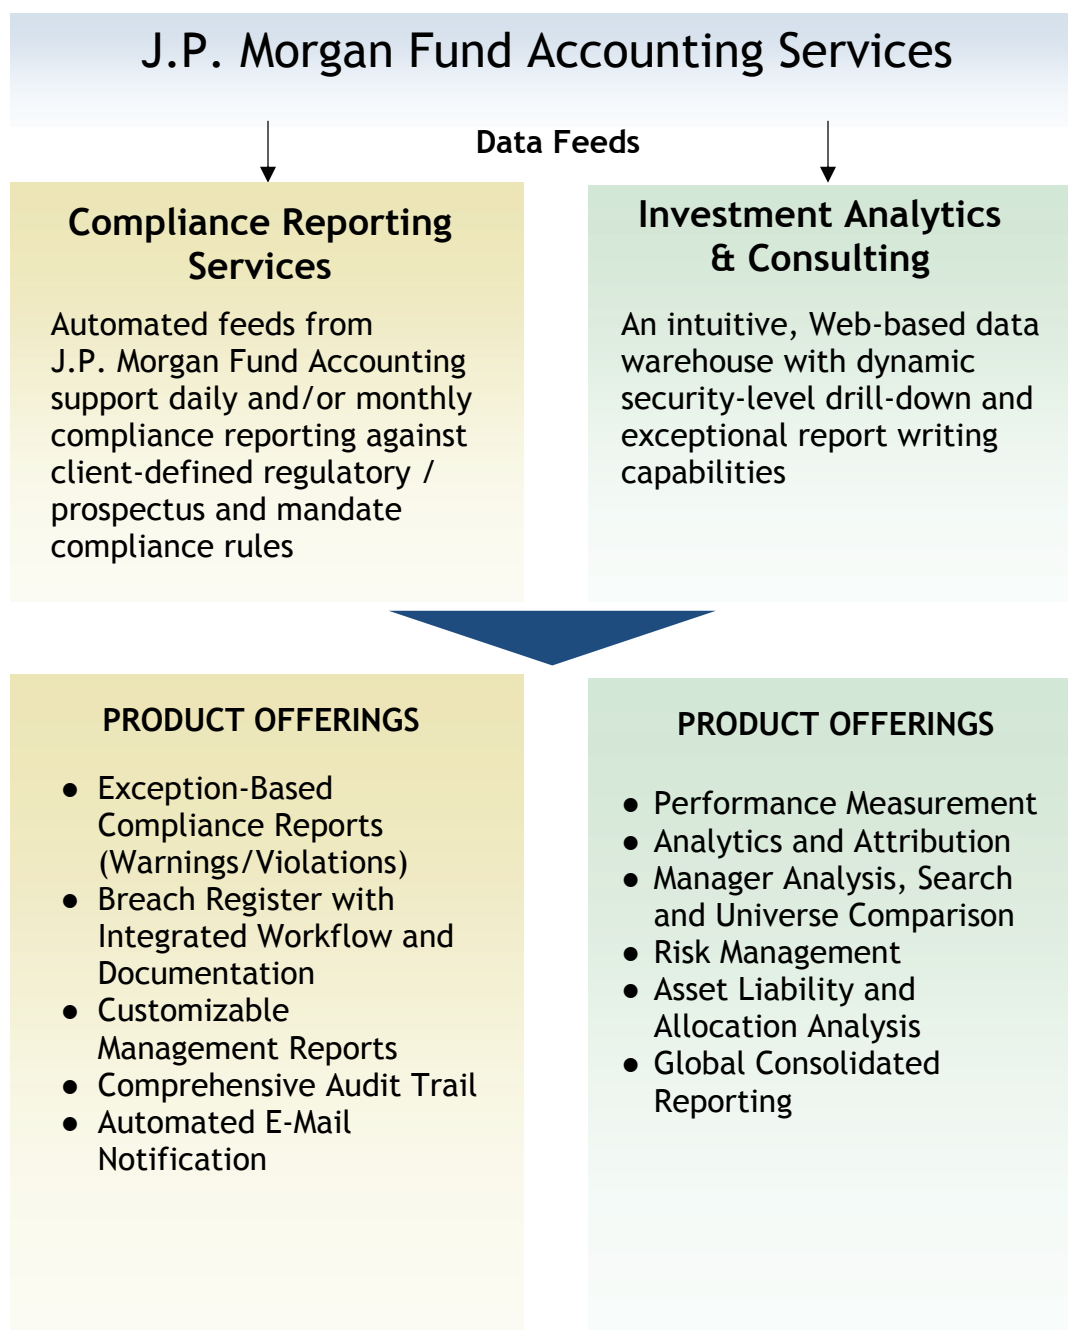 J.P. Morgan Fund Accounting Services
Data Feeds
Compliance Reporting
Services
Automated feeds from
J.P. Morgan Fund Accounting
support daily and/or monthly
compliance reporting against
client-defined regulatory /
prospectus and mandate
compliance rules
Investment Analytics
& Consulting
An intuitive, Web-based data
warehouse with dynamic
security-level drill-down and
exceptional report writing
capabilities
PRODUCT OFFERINGS
● Exception-Based
Compliance Reports
(Warnings/Violations)
● Breach Register with
Integrated Workflow and
Documentation
● Customizable
Management Reports
● Comprehensive Audit Trail
● Automated E-Mail
Notification
PRODUCT OFFERINGS
● Performance Measurement
● Analytics and Attribution
● Manager Analysis, Search
and Universe Comparison
● Risk Management
● Asset Liability and
Allocation Analysis
● Global Consolidated
Reporting